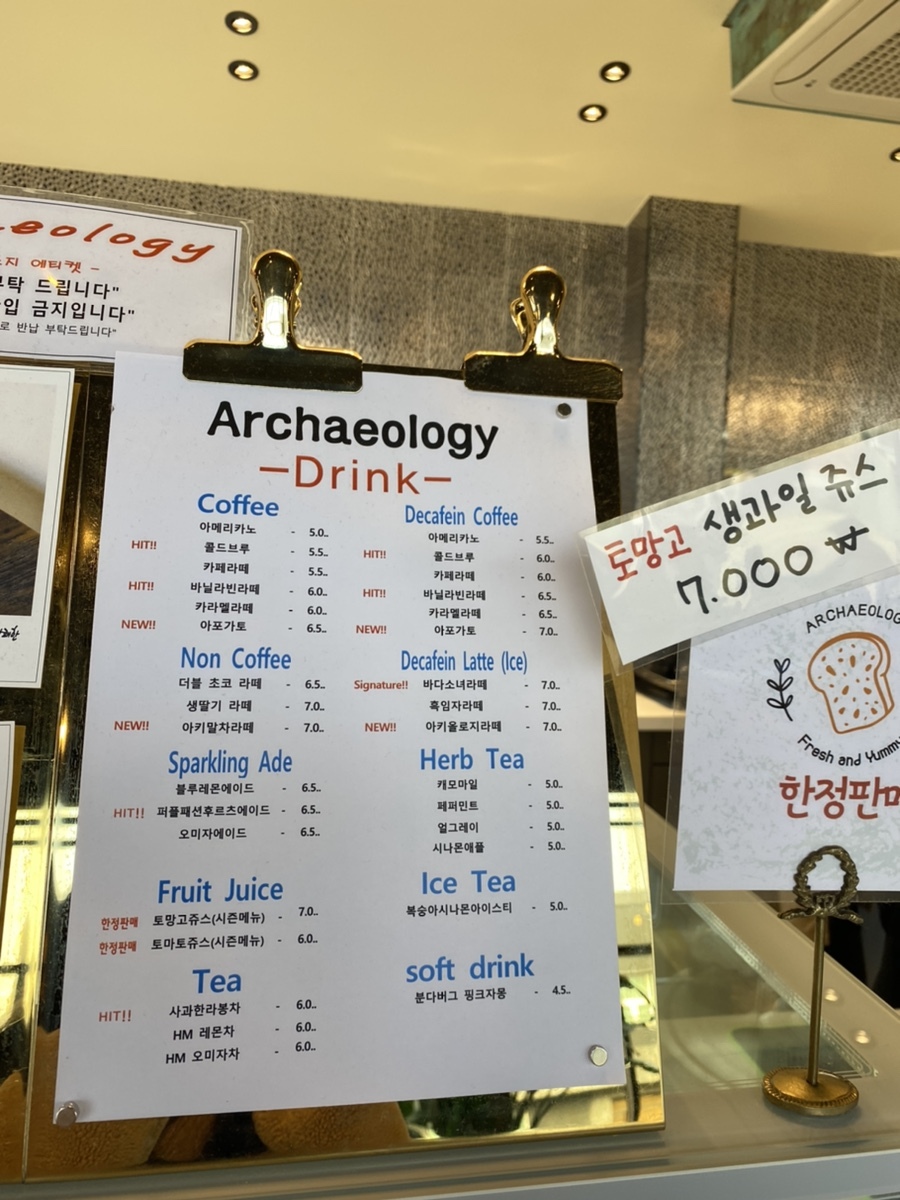 eology
지 에티켓 -
부탁 드립니다"
입 금지입니다"
로 반납 부탁드립니다"
Archaeology
-Drink-
Coffee
아메리카노 - 5.0..
HIT!! 콜드브루 - 5.5..
카페라떼 - 5.5..
HIT!! 바닐라빈라떼 - 6.0..
카라멜라떼 - 6.0..
NEW!! 아포가토 - 6.5..
Non Coffee
더블 초코 라떼 - 6.5..
생딸기 라떼 - 7.0..
NEW!! 아키말차라떼 - 7.0..
Sparkling Ade
블루레몬에이드 - 6.5..
HIT!! 퍼플패션후르츠에이드 - 6.5..
오미자에이드 - 6.5..
Fruit Juice
한정판매 토망고쥬스(시즌메뉴) - 7.0..
한정판매 토마토쥬스(시즌메뉴) - 6.0..
Tea
HIT!! 사과한라봉차 - 6.0..
HM 레몬차 - 6.0..
HM 오미자차 - 6.0..
Decafein Coffee
아메리카노 - 5.5..
HIT!! 콜드브루 - 6.0..
카페라떼 - 6.0..
HIT!! 바닐라빈라떼 - 6.5..
카라멜라떼 - 6.5..
NEW!! 아포가토 - 7.0..
Decafein Latte (Ice)
Signature!! 바다소녀라떼 - 7.0..
흑임자라떼 - 7.0..
NEW!! 아키올로지라떼 - 7.0..
Herb Tea
캐모마일 - 5.0..
페퍼민트 - 5.0..
얼그레이 - 5.0..
시나몬애플 - 5.0..
Ice Tea
복숭아시나몬아이스티 - 5.0..
soft drink
분다버그 핑크자몽 - 4.5..
토망고 생과일 쥬스
7.000 ₩
ARCHAEOLOG
Fresh and Yummy
한정판매